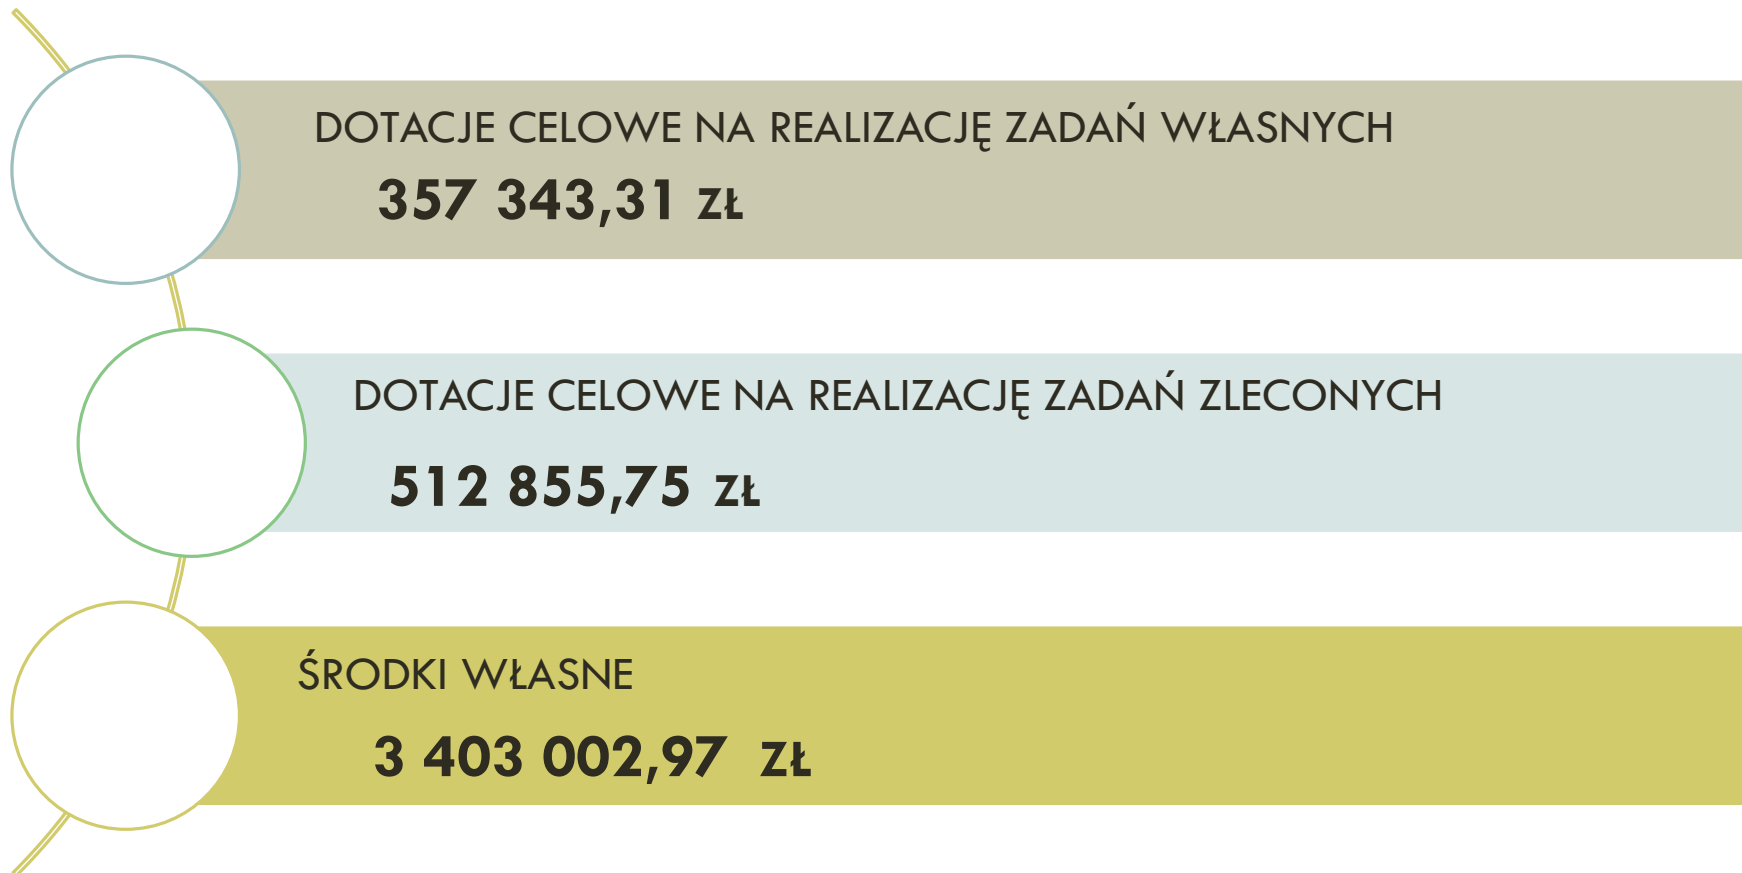 DOTACJE CELOWE NA REALIZACJĘ ZADAŃ WŁASNYCH
357 343,31 ZŁ
DOTACJE CELOWE NA REALIZACJĘ ZADAŃ ZLECONYCH
512 855,75 ZŁ
ŚRODKI WŁASNE
3 403 002,97 ZŁ